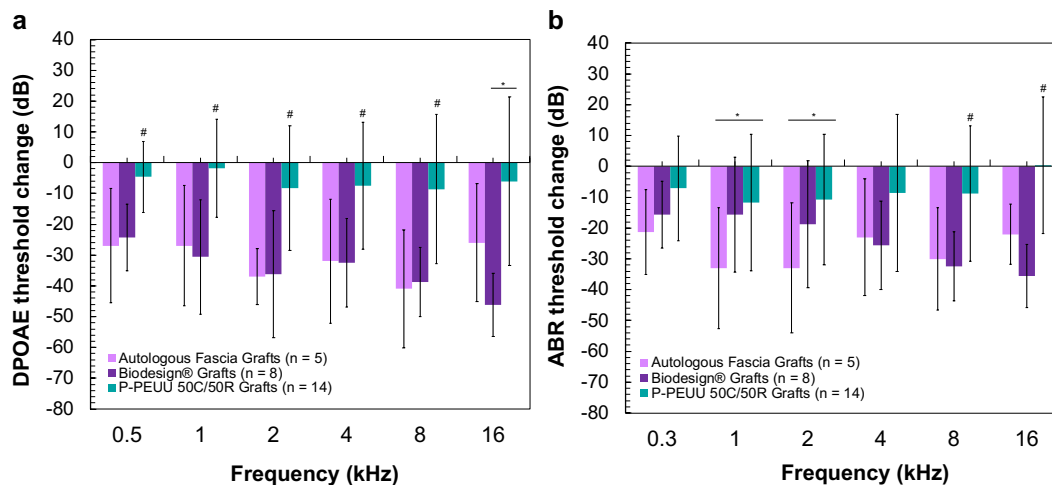 a
DPOAE threshold change (dB)
40
30
20
10
0
-10
-20
-30
-40
-50
-60
-70
-80
#
#
#
#
#
*
Autologous Fascia Grafts (n = 5)
Biodesign® Grafts (n = 8)
P-PEUU 50C/50R Grafts (n = 14)
0.5 1 2 4 8 16
Frequency (kHz)
b
ABR threshold change (dB)
40
30
20
10
0
-10
-20
-30
-40
-50
-60
-70
-80
*
*
#
#
Autologous Fascia Grafts (n = 5)
Biodesign® Grafts (n = 8)
P-PEUU 50C/50R Grafts (n = 14)
0.3 1 2 4 8 16
Frequency (kHz)